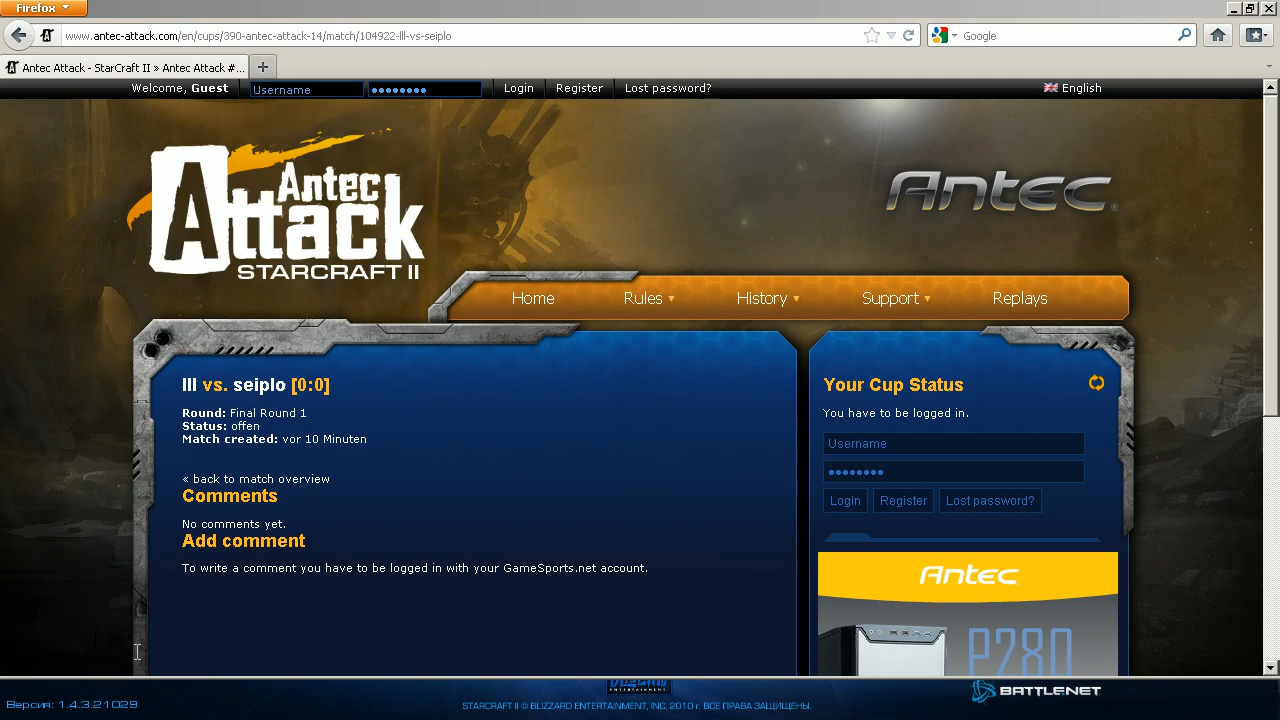 Firefox
www.antec-attack.com/en/cups/370-antec-attack-14/match/104922-lll-vs-seiplo
Google
Antec Attack - StarCraft II » Antec Attack #...
Welcome, Guest
Username
Login
Register
Lost password?
English
Antec
Attack
STARCRAFT II
Antec
Home
Rules
History
Support
Replays
lll vs. seiplo [0:0]
Round: Final Round 1
Status: offen
Match created: vor 10 Minuten
« back to match overview
Comments
No comments yet.
Add comment
To write a comment you have to be logged in with your GameSports.net account.
Your Cup Status
You have to be logged in.
Username
Login
Register
Lost password?
Antec
P280
Версия: 1.4.3.21029
ENTERTAINMENT
STARCRAFT II © BLIZZARD ENTERTAINMENT, INC, 2010 г. ВСЕ ПРАВА ЗАЩИЩЕНЫ.
BATTLENET